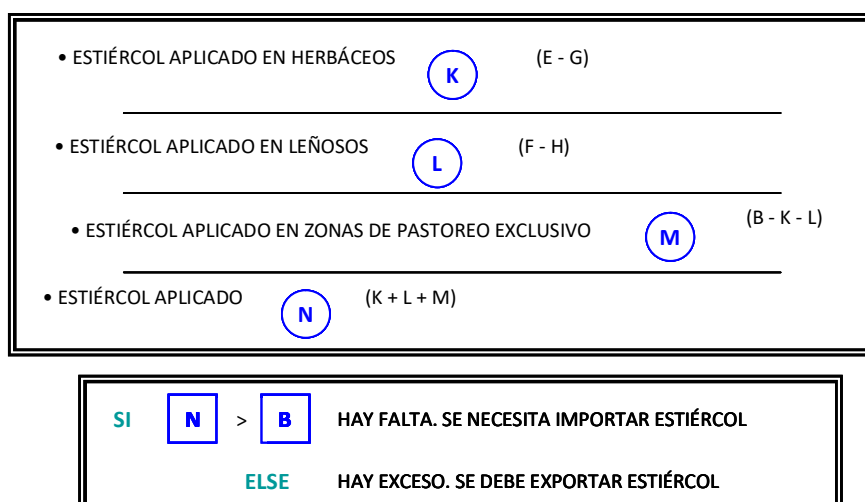 • ESTIÉRCOL APLICADO EN HERBÁCEOS K (E - G)
• ESTIÉRCOL APLICADO EN LEÑOSOS L (F - H)
• ESTIÉRCOL APLICADO EN ZONAS DE PASTOREO EXCLUSIVO M (B - K - L)
• ESTIÉRCOL APLICADO N (K + L + M)
SI N > B HAY FALTA. SE NECESITA IMPORTAR ESTIÉRCOL
ELSE HAY EXCESO. SE DEBE EXPORTAR ESTIÉRCOL